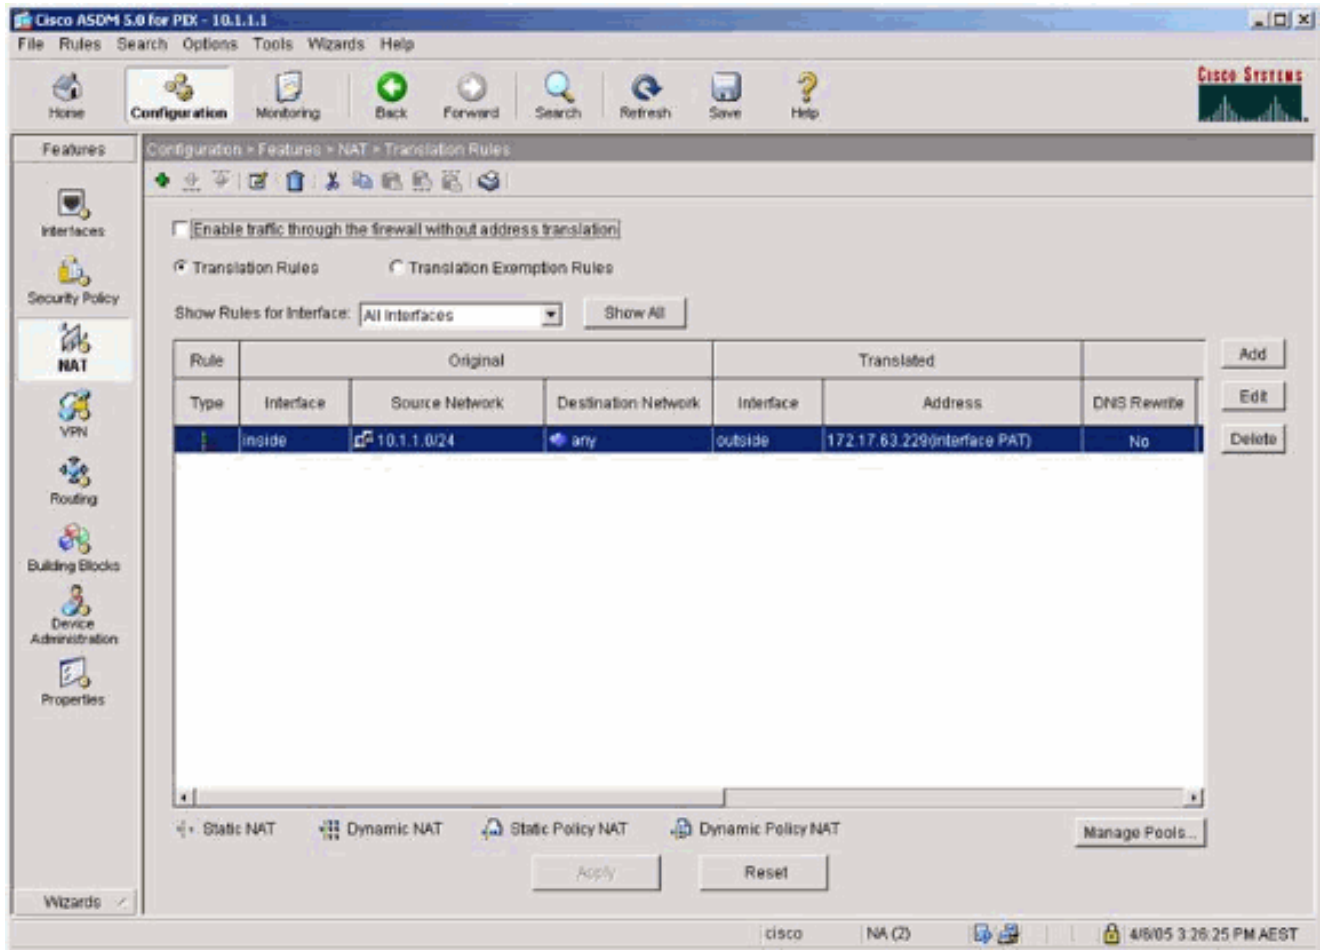 Cisco ASDM 5.0 for PIX - 10.1.1.1
File Rules Search Options Tools Wizards Help
Home Configuration Monitoring Back Forward Search Refresh Save Help
CISCO SYSTEMS
Features
Configuration > Features > NAT > Translation Rules
Interfaces
Security Policy
NAT
VPN
Routing
Building Blocks
Device Administration
Properties
Wizards
Enable traffic through the firewall without address translation
Translation Rules Translation Exemption Rules
Show Rules for Interface: All Interfaces Show All
Rule Original Translated
Type Interface Source Network Destination Network Interface Address DNS Rewrite
inside 10.1.1.0/24 any outside 172.17.63.229(interface PAT) No
Add
Edit
Delete
Static NAT Dynamic NAT Static Policy NAT Dynamic Policy NAT
Manage Pools...
Apply Reset
cisco NA (2) 4/8/05 3:26:25 PM AEST